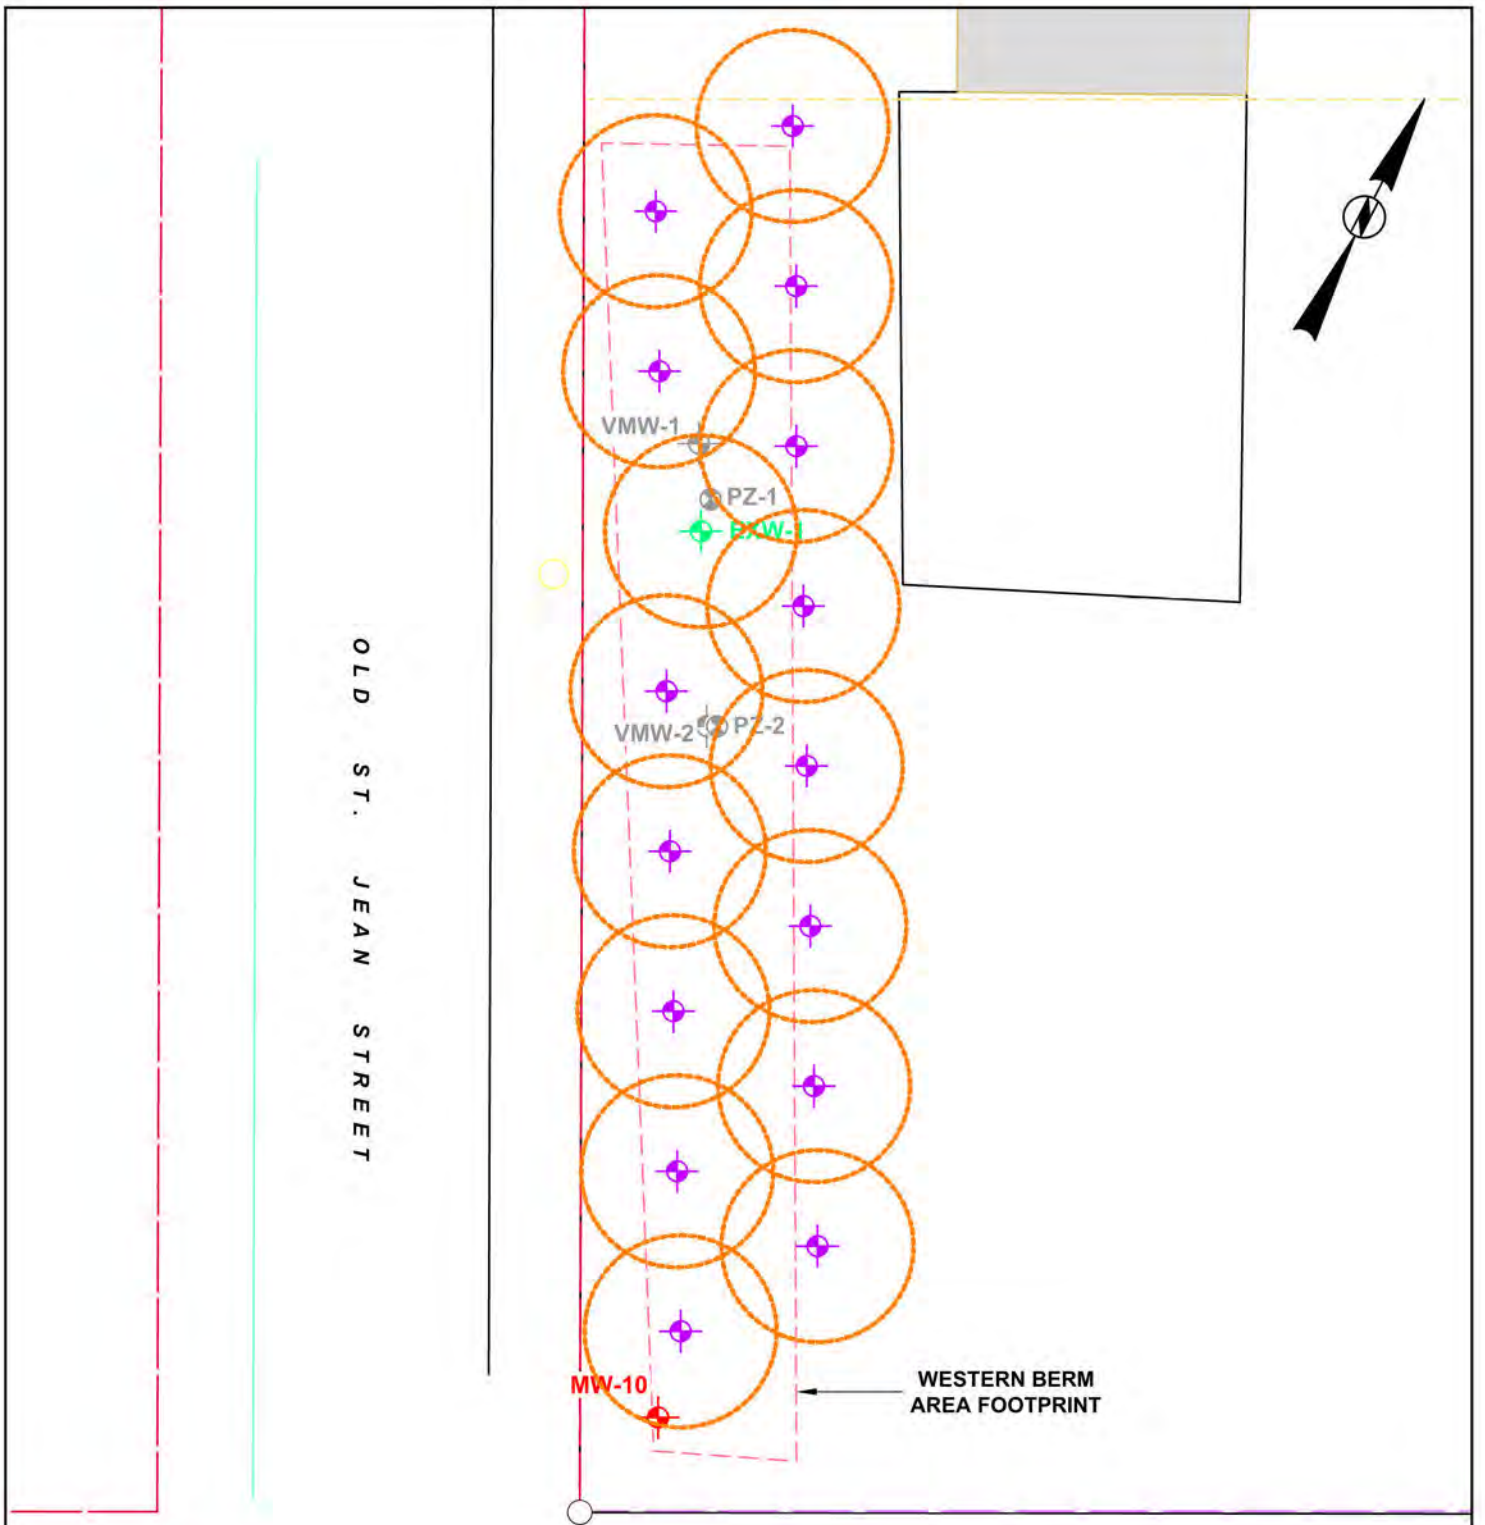 VMW-1
PZ-1
EXW-1
OLD ST. JEAN STREET
VMW-2
PZ-2
MW-10
WESTERN BERM
AREA FOOTPRINT